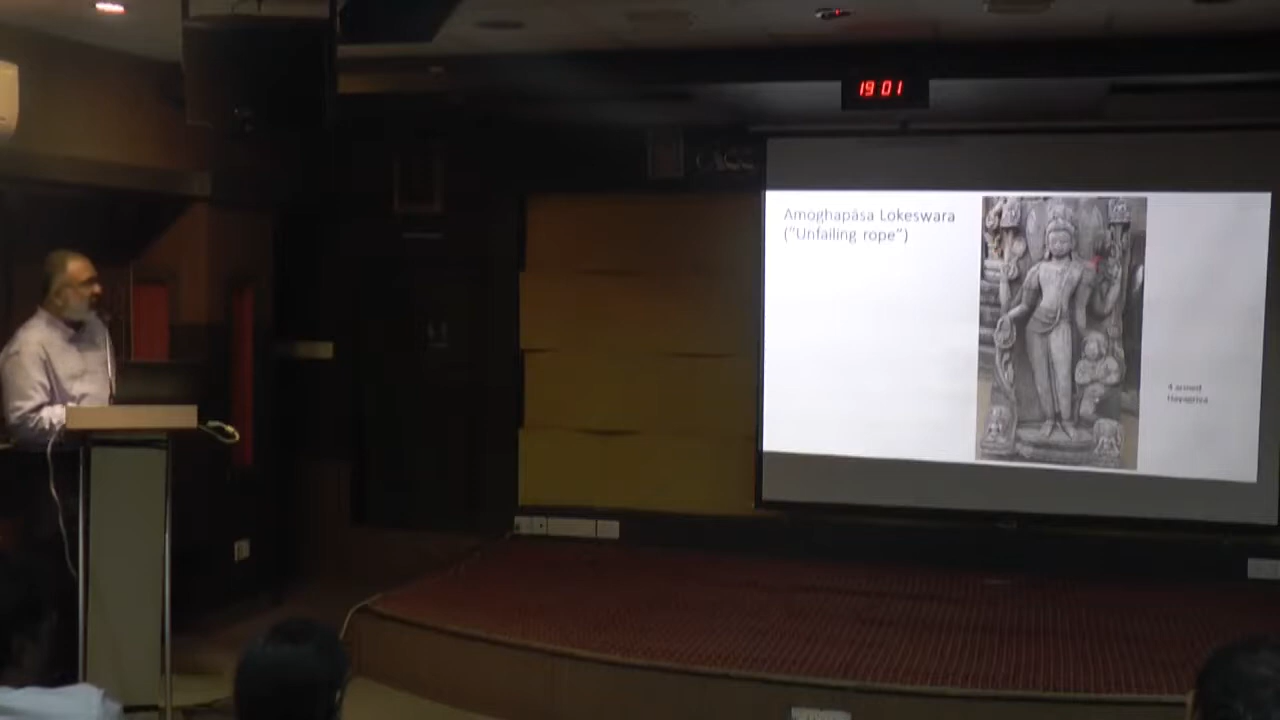 19 01
Amoghapāsa Lokeswara
("Unfailing rope")
4 armed
Hayagriva